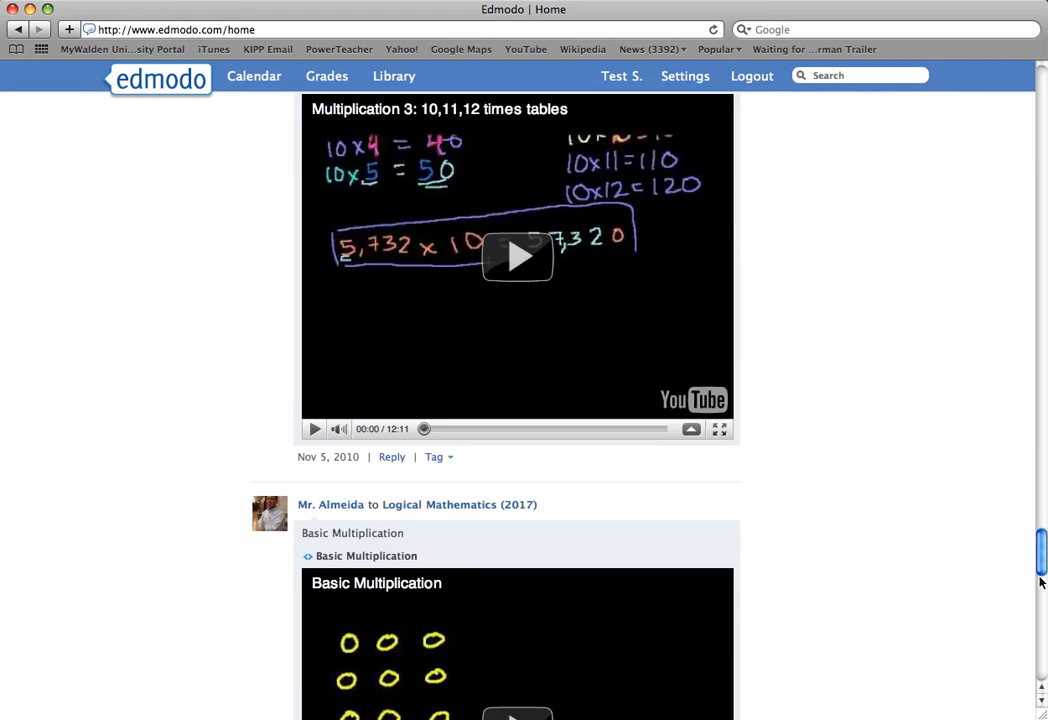 Edmodo | Home
http://www.edmodo.com/home
Google
MyWalden Uni...sity Portal iTunes KIPP Email PowerTeacher Yahoo! Google Maps YouTube Wikipedia News (3392) Popular Waiting for ...rman Trailer
edmodo Calendar Grades Library Test S. Settings Logout Search
Multiplication 3: 10,11,12 times tables
10x4 = 40
10x5 = 50
10x11=110
10x12=120
5,732 x 10 = 57,320
YouTube
00:00 / 12:11
Nov 5, 2010 | Reply | Tag
Mr. Almeida to Logical Mathematics (2017)
Basic Multiplication
Basic Multiplication
Basic Multiplication